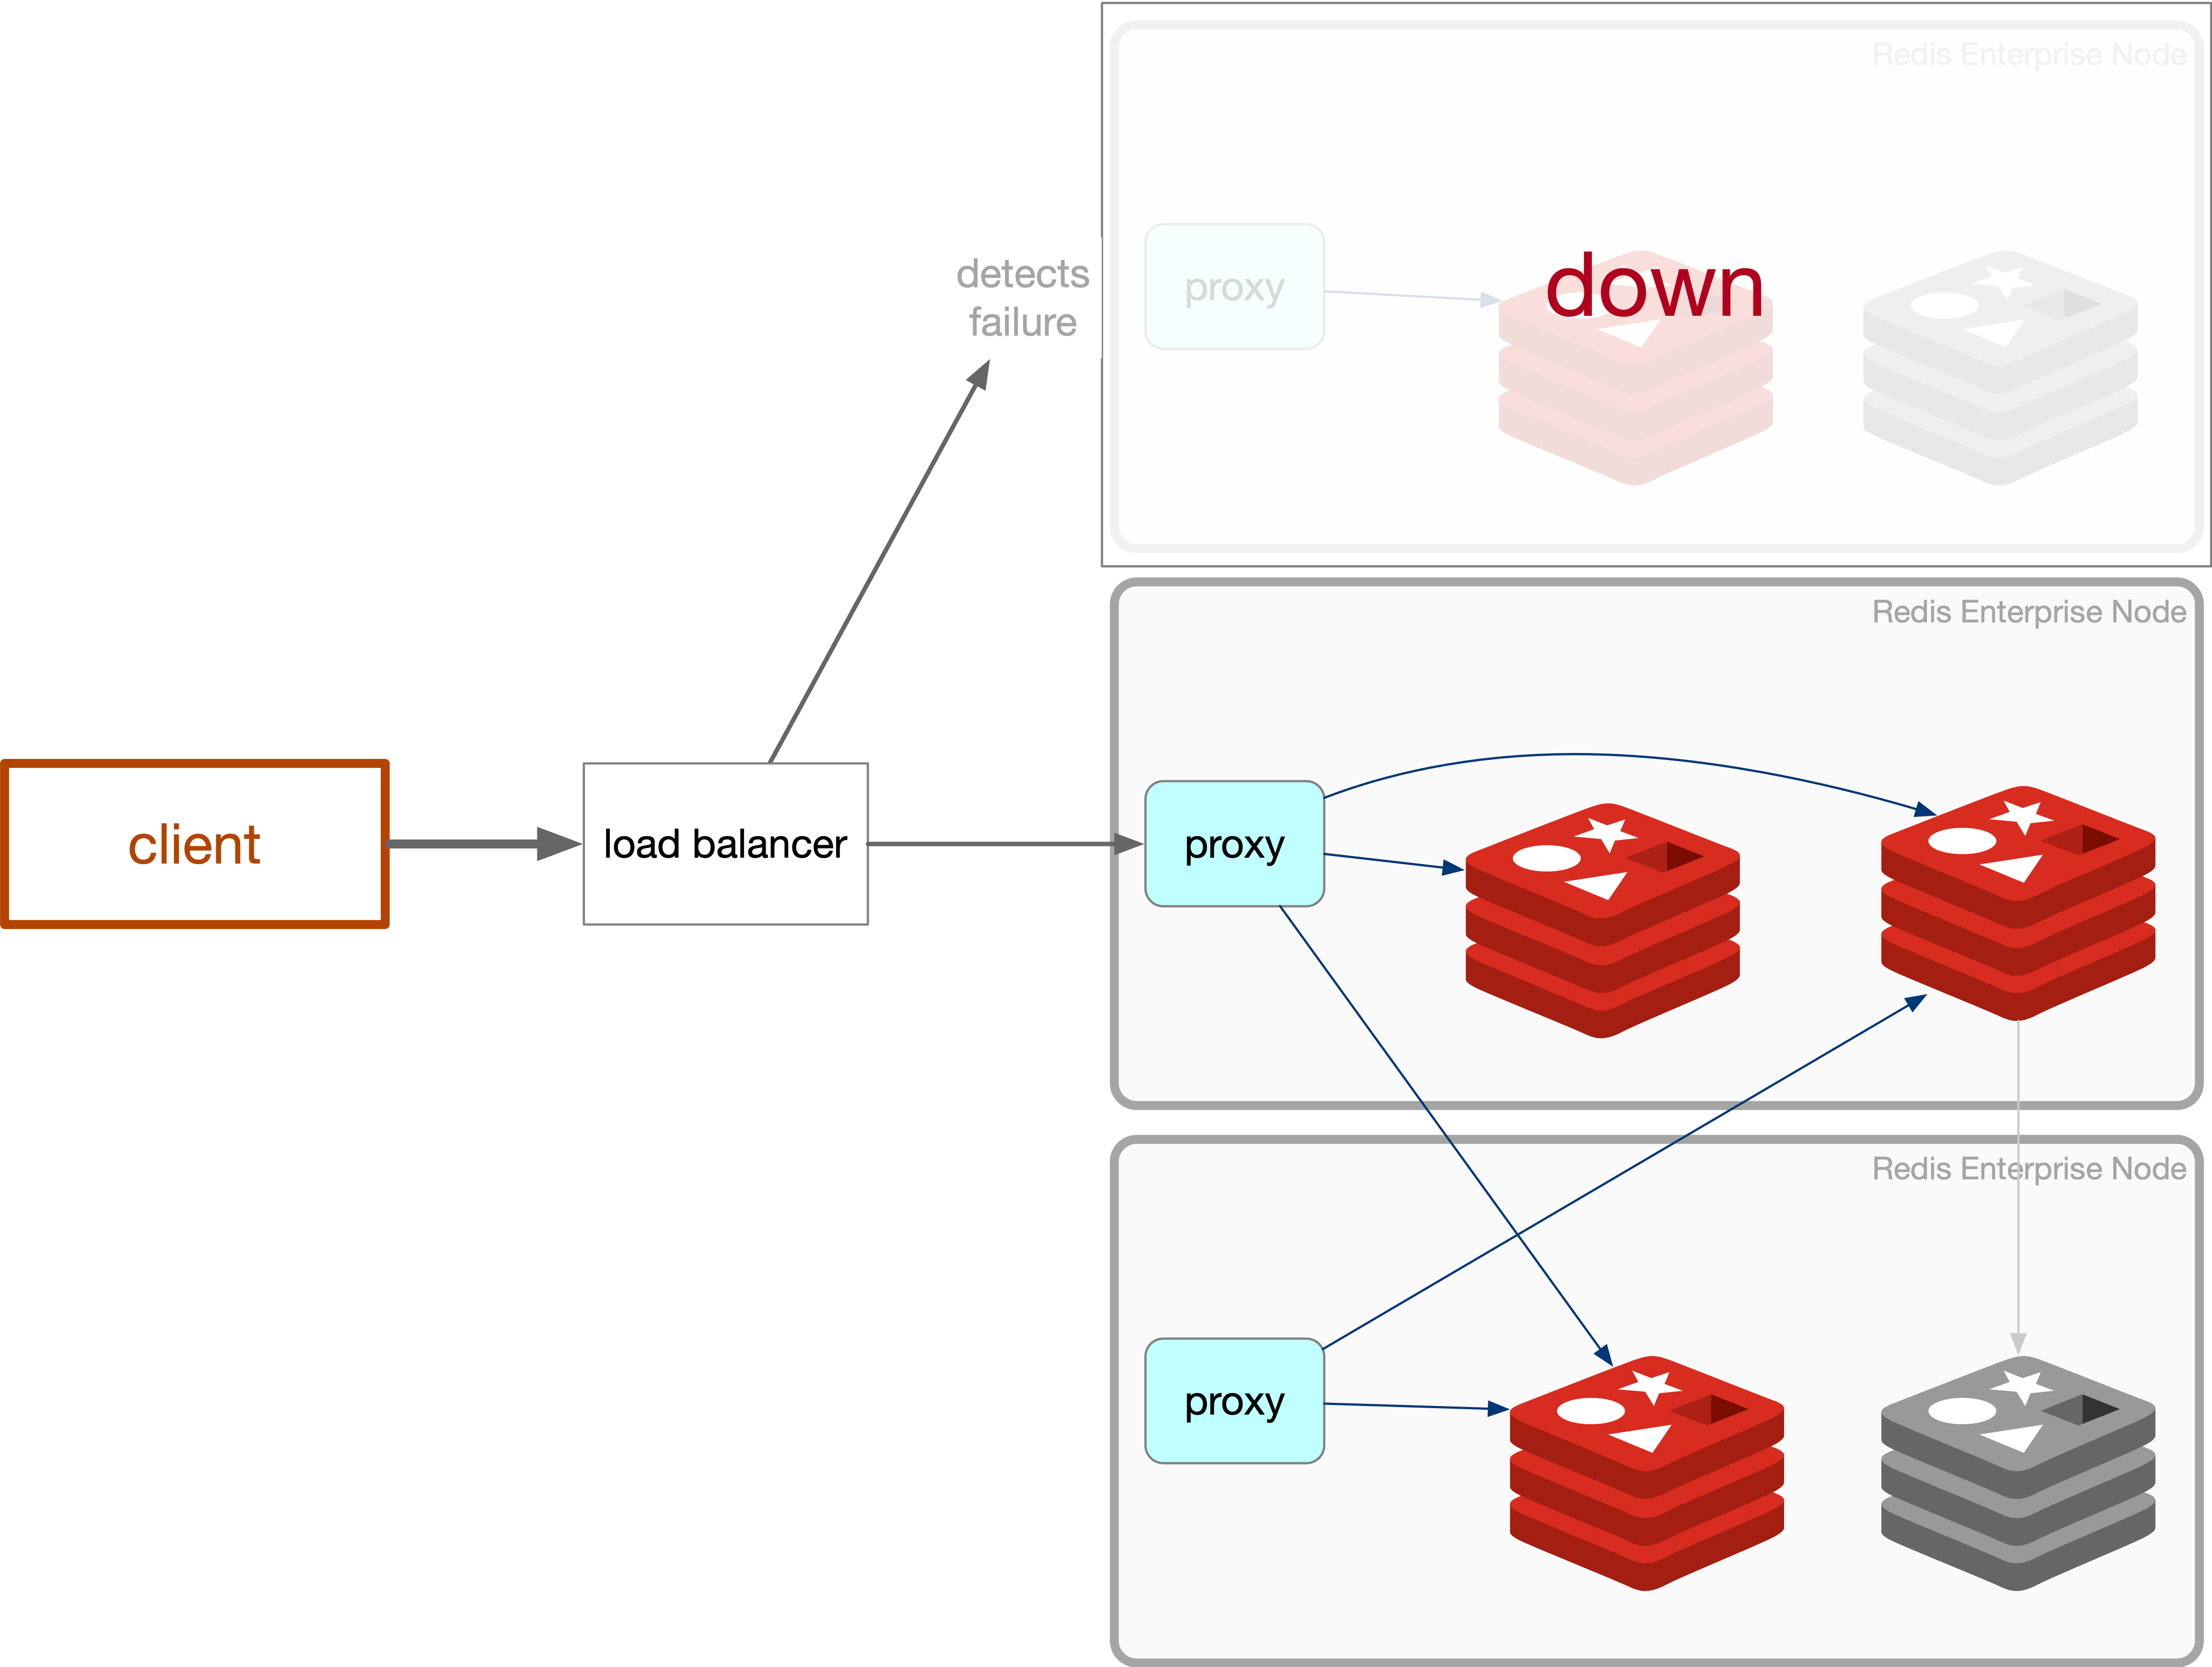 Redis Enterprise Node
detects
failure
proxy
down
Redis Enterprise Node
client
load balancer
proxy
Redis Enterprise Node
proxy